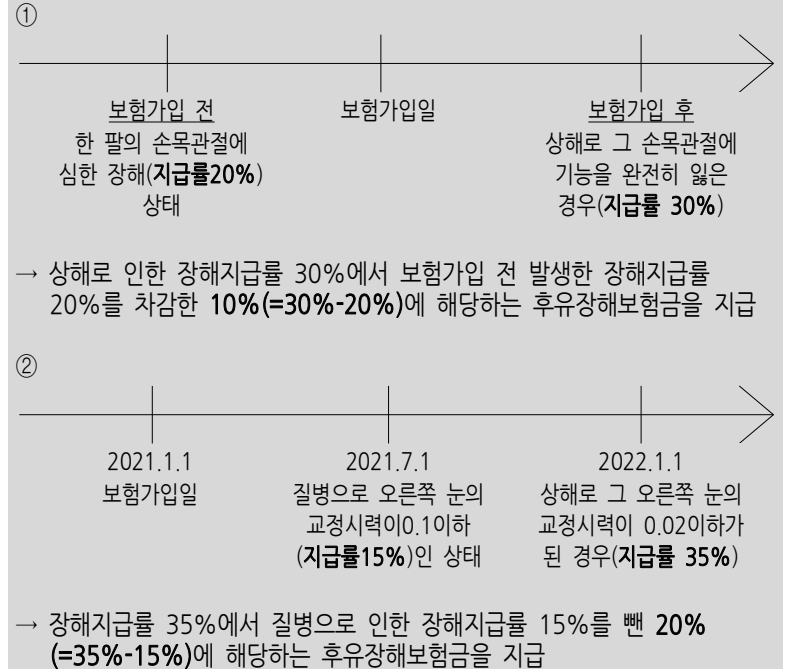 ①
보험가입 전
한 팔의 손목관절에
심한 장해(지급률20%)
상태
보험가입일
보험가입 후
상해로 그 손목관절에
기능을 완전히 잃은
경우(지급률 30%)
→ 상해로 인한 장해지급률 30%에서 보험가입 전 발생한 장해지급률
20%를 차감한 10%(=30%-20%)에 해당하는 후유장해보험금을 지급
②
2021.1.1
보험가입일
2021.7.1
질병으로 오른쪽 눈의
교정시력이0.1이하
(지급률15%)인 상태
2022.1.1
상해로 그 오른쪽 눈의
교정시력이 0.02이하가
된 경우(지급률 35%)
→ 장해지급률 35%에서 질병으로 인한 장해지급률 15%를 뺀 20%
(=35%-15%)에 해당하는 후유장해보험금을 지급